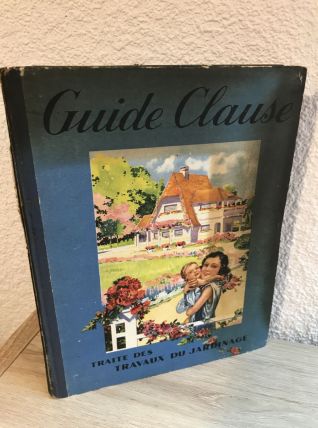 Guide Clause
TRAITÉ DES
TRAVAUX DU JARDINAGE